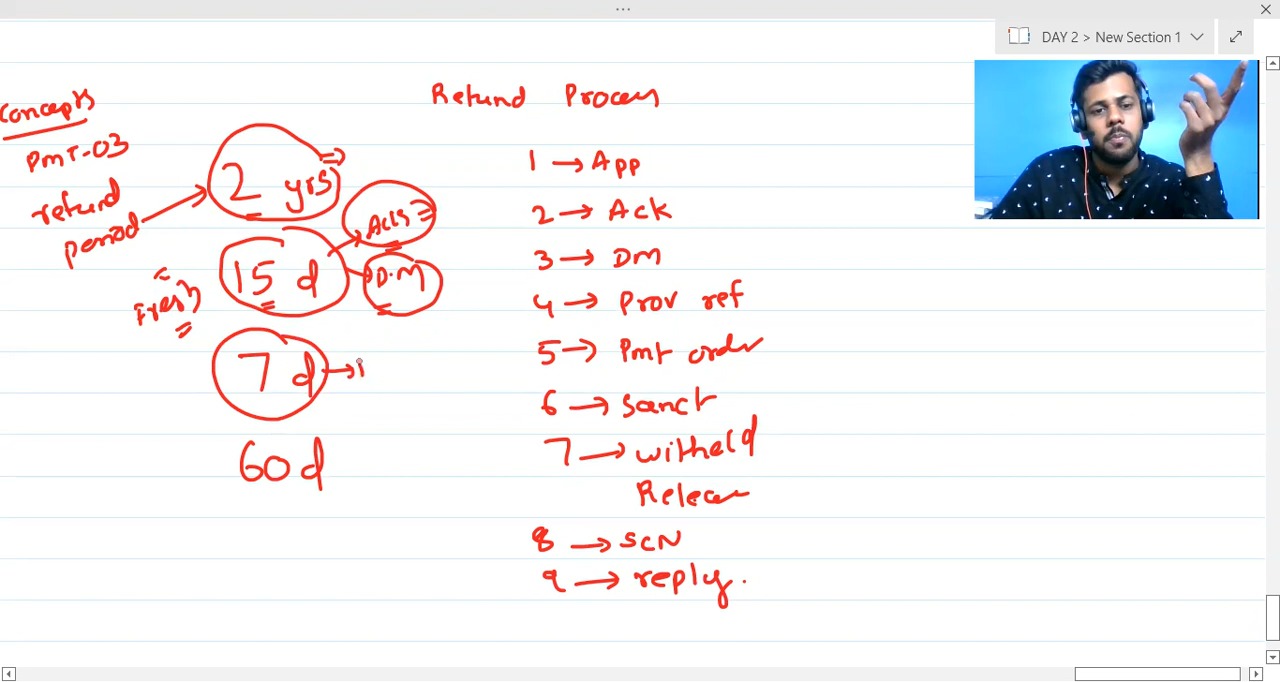 DAY 2 > New Section 1
Concepts
PMT-03
refund
period
2 yrs
15 d
Ack
D.M
Fresh
7 d
60 d
Refund Process
1 → App
2 → Ack
3 → DM
4 → Prov ref
5 → Pmt order
6 → Sanct
7 → witheld
Release
8 → SCN
9 → reply.